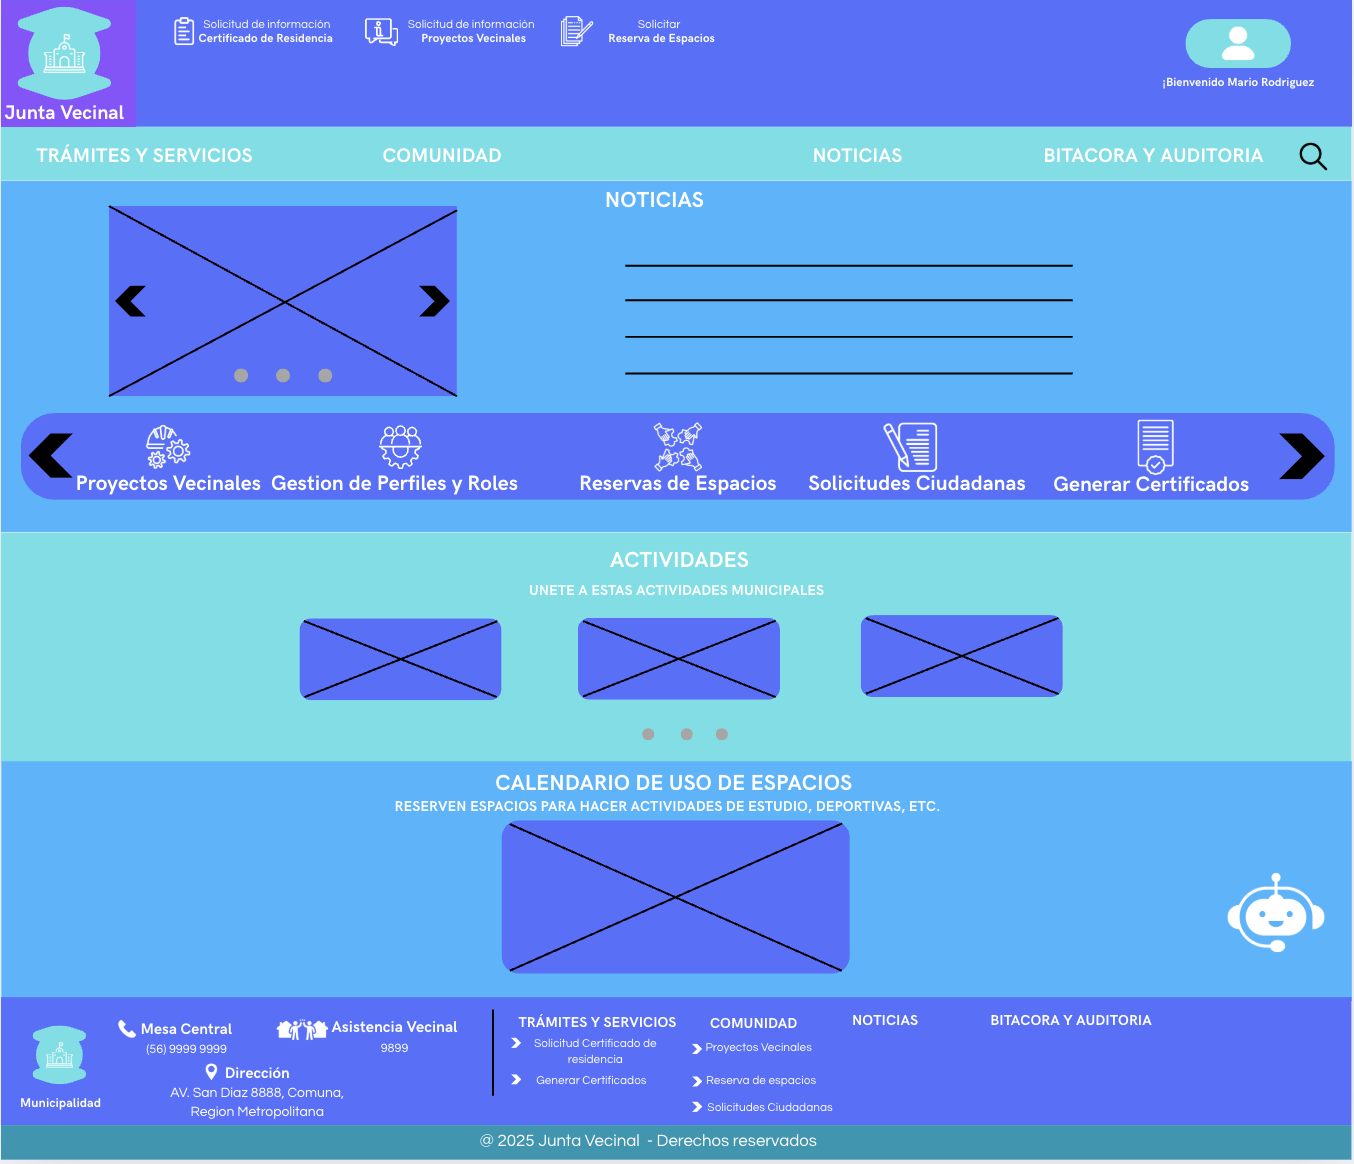 Solicitud de información
Certificado de Residencia
Solicitud de información
Proyectos Vecinales
Solicitar
Reserva de Espacios
¡Bienvenido Mario Rodriguez
Junta Vecinal
TRÁMITES Y SERVICIOS
COMUNIDAD
NOTICIAS
BITACORA Y AUDITORIA
NOTICIAS
Proyectos Vecinales
Gestion de Perfiles y Roles
Reservas de Espacios
Solicitudes Ciudadanas
Generar Certificados
ACTIVIDADES
UNETE A ESTAS ACTIVIDADES MUNICIPALES
CALENDARIO DE USO DE ESPACIOS
RESERVEN ESPACIOS PARA HACER ACTIVIDADES DE ESTUDIO, DEPORTIVAS, ETC.
Municipalidad
Mesa Central
(56) 9999 9999
Asistencia Vecinal
9899
Dirección
AV. San Diaz 8888, Comuna,
Region Metropolitana
TRÁMITES Y SERVICIOS
Solicitud Certificado de
residencia
Generar Certificados
COMUNIDAD
Proyectos Vecinales
Reserva de espacios
Solicitudes Ciudadanas
NOTICIAS
BITACORA Y AUDITORIA
@ 2025 Junta Vecinal - Derechos reservados